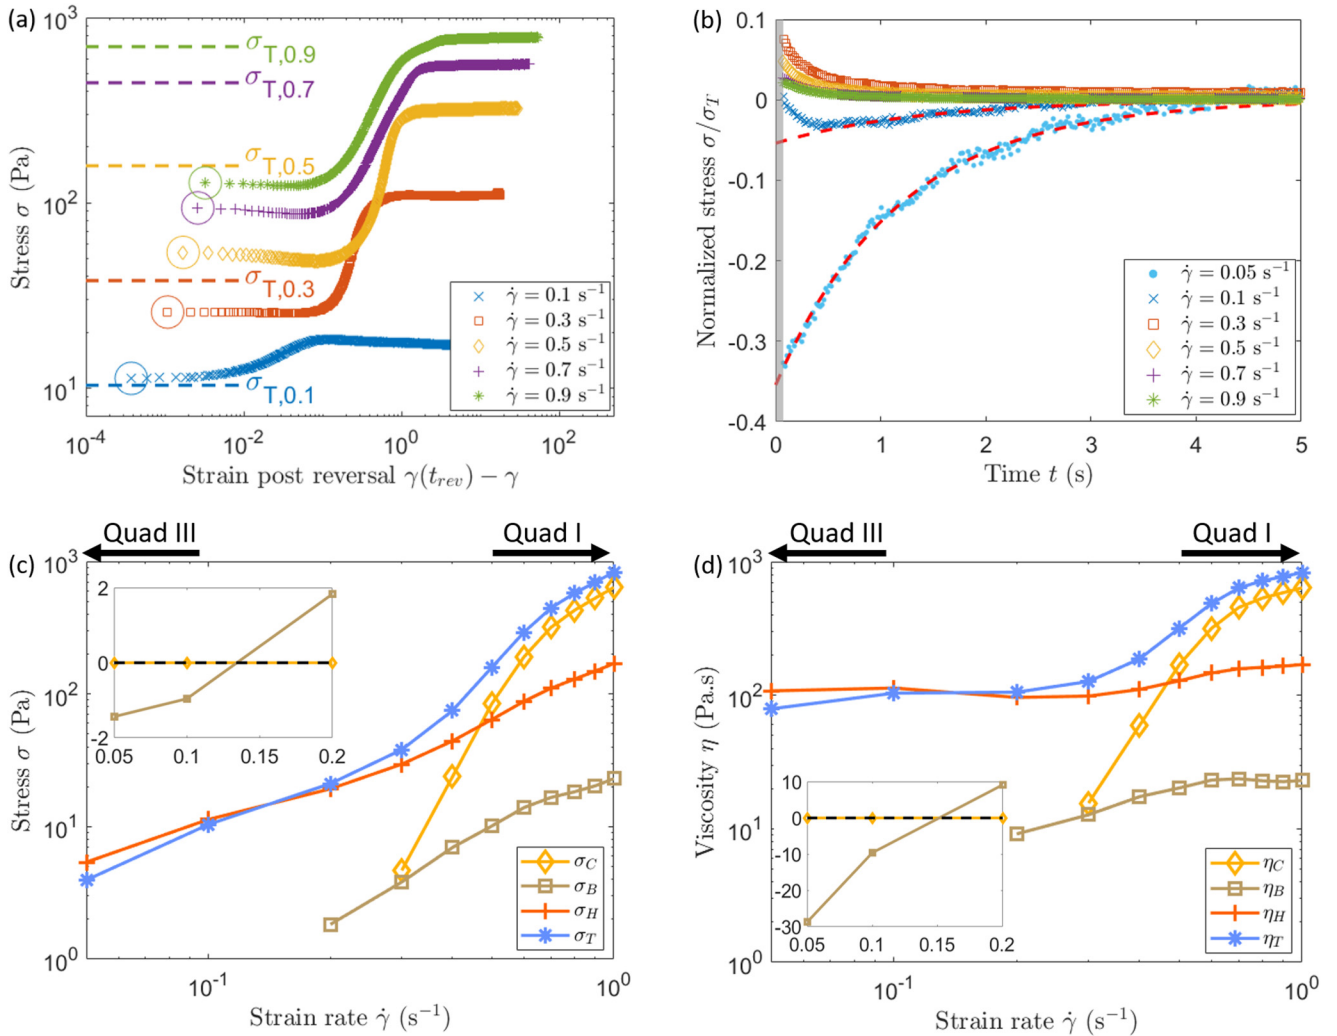 (a)
10^3
10^2
10^1
10^-4
10^-2
10^0
10^2
Stress σ (Pa)
Strain post reversal γ(t_rev) − γ
σ_T,0.9
σ_T,0.7
σ_T,0.5
σ_T,0.3
σ_T,0.1
γ̇ = 0.1 s^-1
γ̇ = 0.3 s^-1
γ̇ = 0.5 s^-1
γ̇ = 0.7 s^-1
γ̇ = 0.9 s^-1
(b)
0.1
0
-0.1
-0.2
-0.3
-0.4
0
1
2
3
4
5
Normalized stress σ/σ_T
Time t (s)
γ̇ = 0.05 s^-1
γ̇ = 0.1 s^-1
γ̇ = 0.3 s^-1
γ̇ = 0.5 s^-1
γ̇ = 0.7 s^-1
γ̇ = 0.9 s^-1
Quad III
Quad I
(c)
10^3
10^2
10^1
10^0
10^-1
10^0
Stress σ (Pa)
Strain rate γ̇ (s^-1)
2
0
-2
0.05
0.1
0.15
0.2
σ_C
σ_B
σ_H
σ_T
Quad III
Quad I
(d)
10^3
10^2
10^1
10^0
10^-1
10^0
Viscosity η (Pa.s)
Strain rate γ̇ (s^-1)
10
0
-10
-20
-30
0.05
0.1
0.15
0.2
η_C
η_B
η_H
η_T